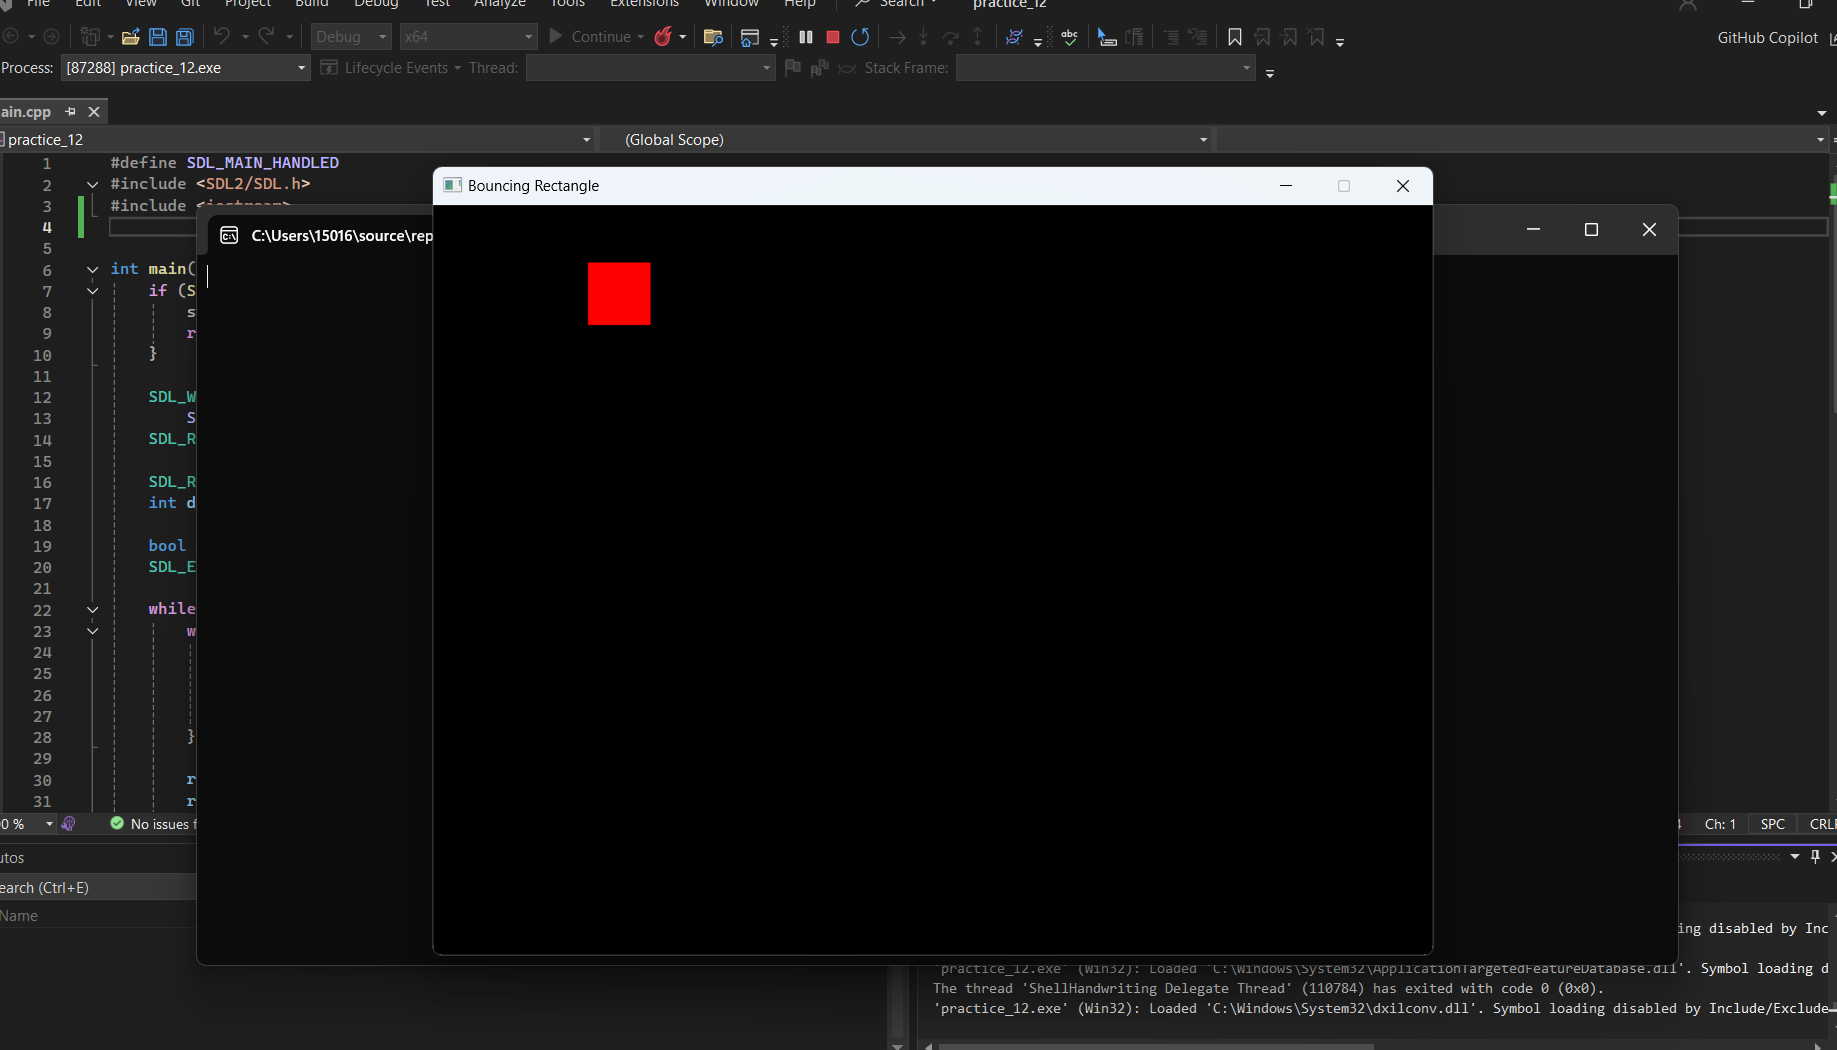 File Edit View Git Project Build Debug Test Analyze Tools Extensions Window Help Search practice_12
Debug x64 Continue GitHub Copilot
Process: [87288] practice_12.exe Lifecycle Events Thread: Stack Frame:
ain.cpp
practice_12 (Global Scope)
1 #define SDL_MAIN_HANDLED
2 #include <SDL2/SDL.h>
3 #include <iostream>
4
5
6 int main(
7 if (S
8 s
9 r
10 }
11
12 SDL_W
13 S
14 SDL_R
15
16 SDL_R
17 int d
18
19 bool
20 SDL_E
21
22 while
23 w
24
25
26
27
28 }
29
30 r
31 r
Bouncing Rectangle
C:\Users\15016\source\rep
0 % No issues f Ch: 1 SPC CRL
utos
earch (Ctrl+E)
Name
ing disabled by Inc
'practice_12.exe' (Win32): Loaded 'C:\Windows\System32\ApplicationTargetedFeatureDatabase.dll'. Symbol loading d
The thread 'ShellHandwriting Delegate Thread' (110784) has exited with code 0 (0x0).
'practice_12.exe' (Win32): Loaded 'C:\Windows\System32\dxilconv.dll'. Symbol loading disabled by Include/Exclude